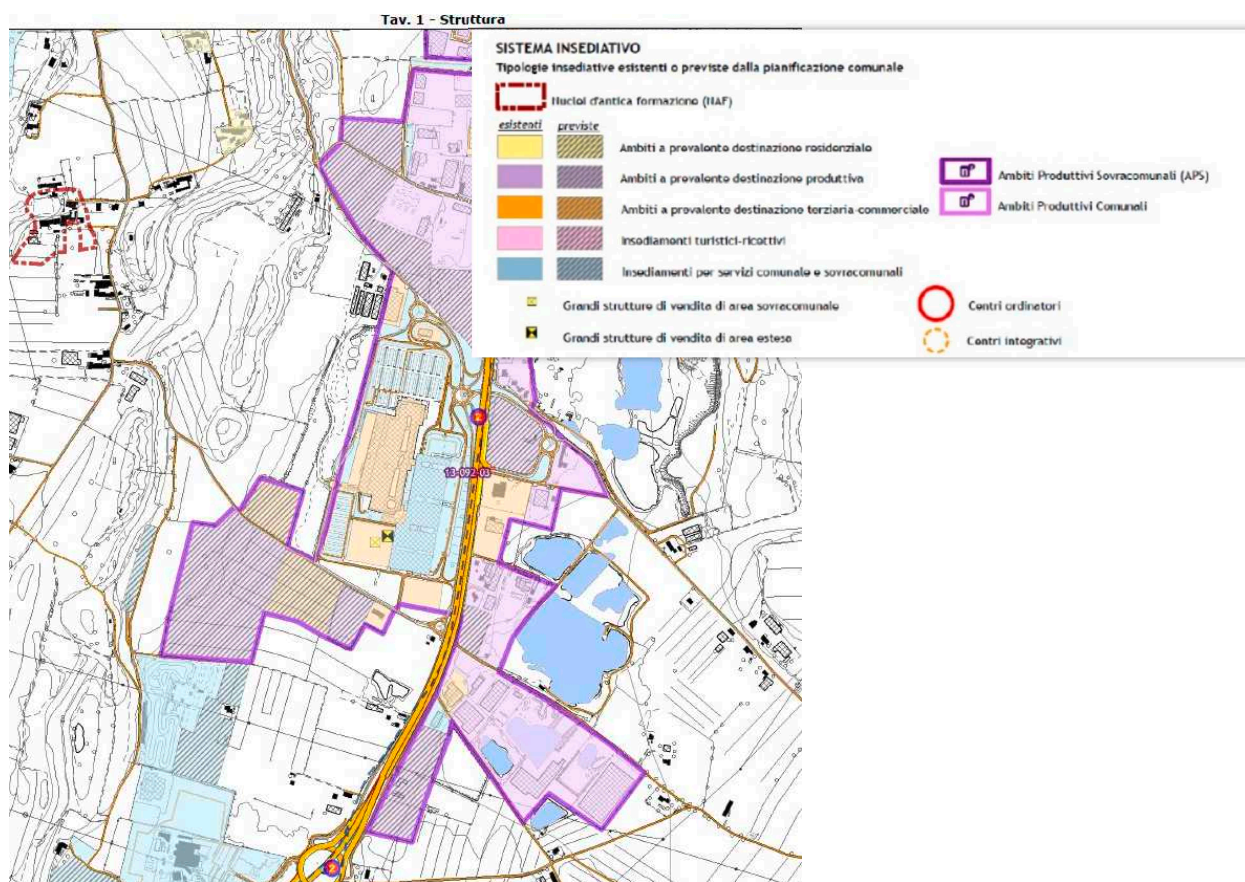 Tav. 1 - Struttura
SISTEMA INSEDIATIVO
Tipologie insediative esistenti o previste dalla pianificazione comunale
Nuclei d'antica formazione (NAF)
esistenti previste
Ambiti a prevalente destinazione residenziale
Ambiti a prevalente destinazione produttiva
Ambiti a prevalente destinazione terziaria-commerciale
Insediamenti turistici-ricettivi
Insediamenti per servizi comunale e sovracomunali
Grandi strutture di vendita di area sovracomunale
Grandi strutture di vendita di area estesa
Ambiti Produttivi Sovracomunali (APS)
Ambiti Produttivi Comunali
Centri ordinatori
Centri integrativi
13-092-03